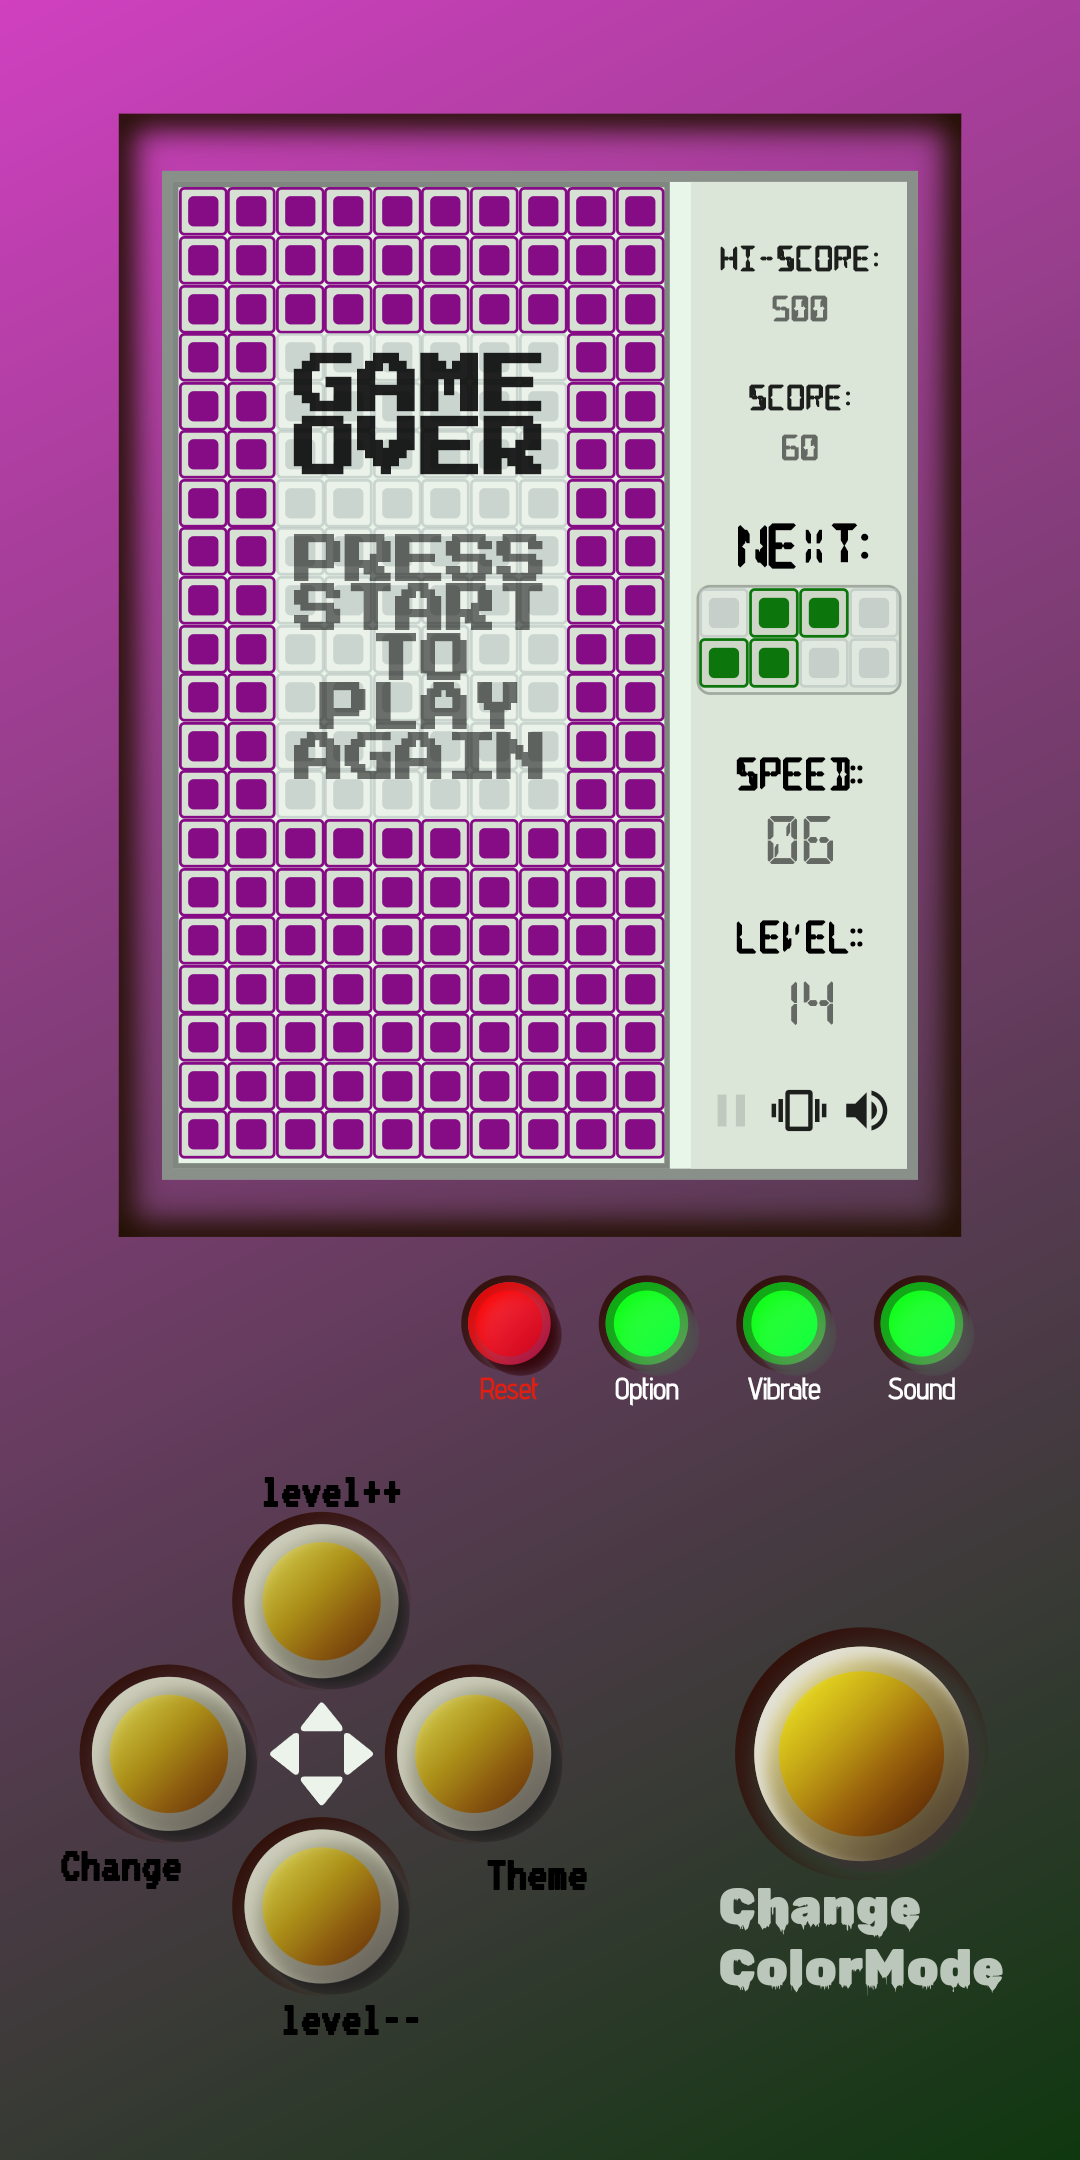 GAME
OVER
PRESS
START
TO
PLAY
AGAIN
HI-SCORE:
500
SCORE:
60
NEXT:
SPEED::
06
LEVEL::
14
Reset
Option
Vibrate
Sound
level++
Change
Theme
level--
Change
ColorMode